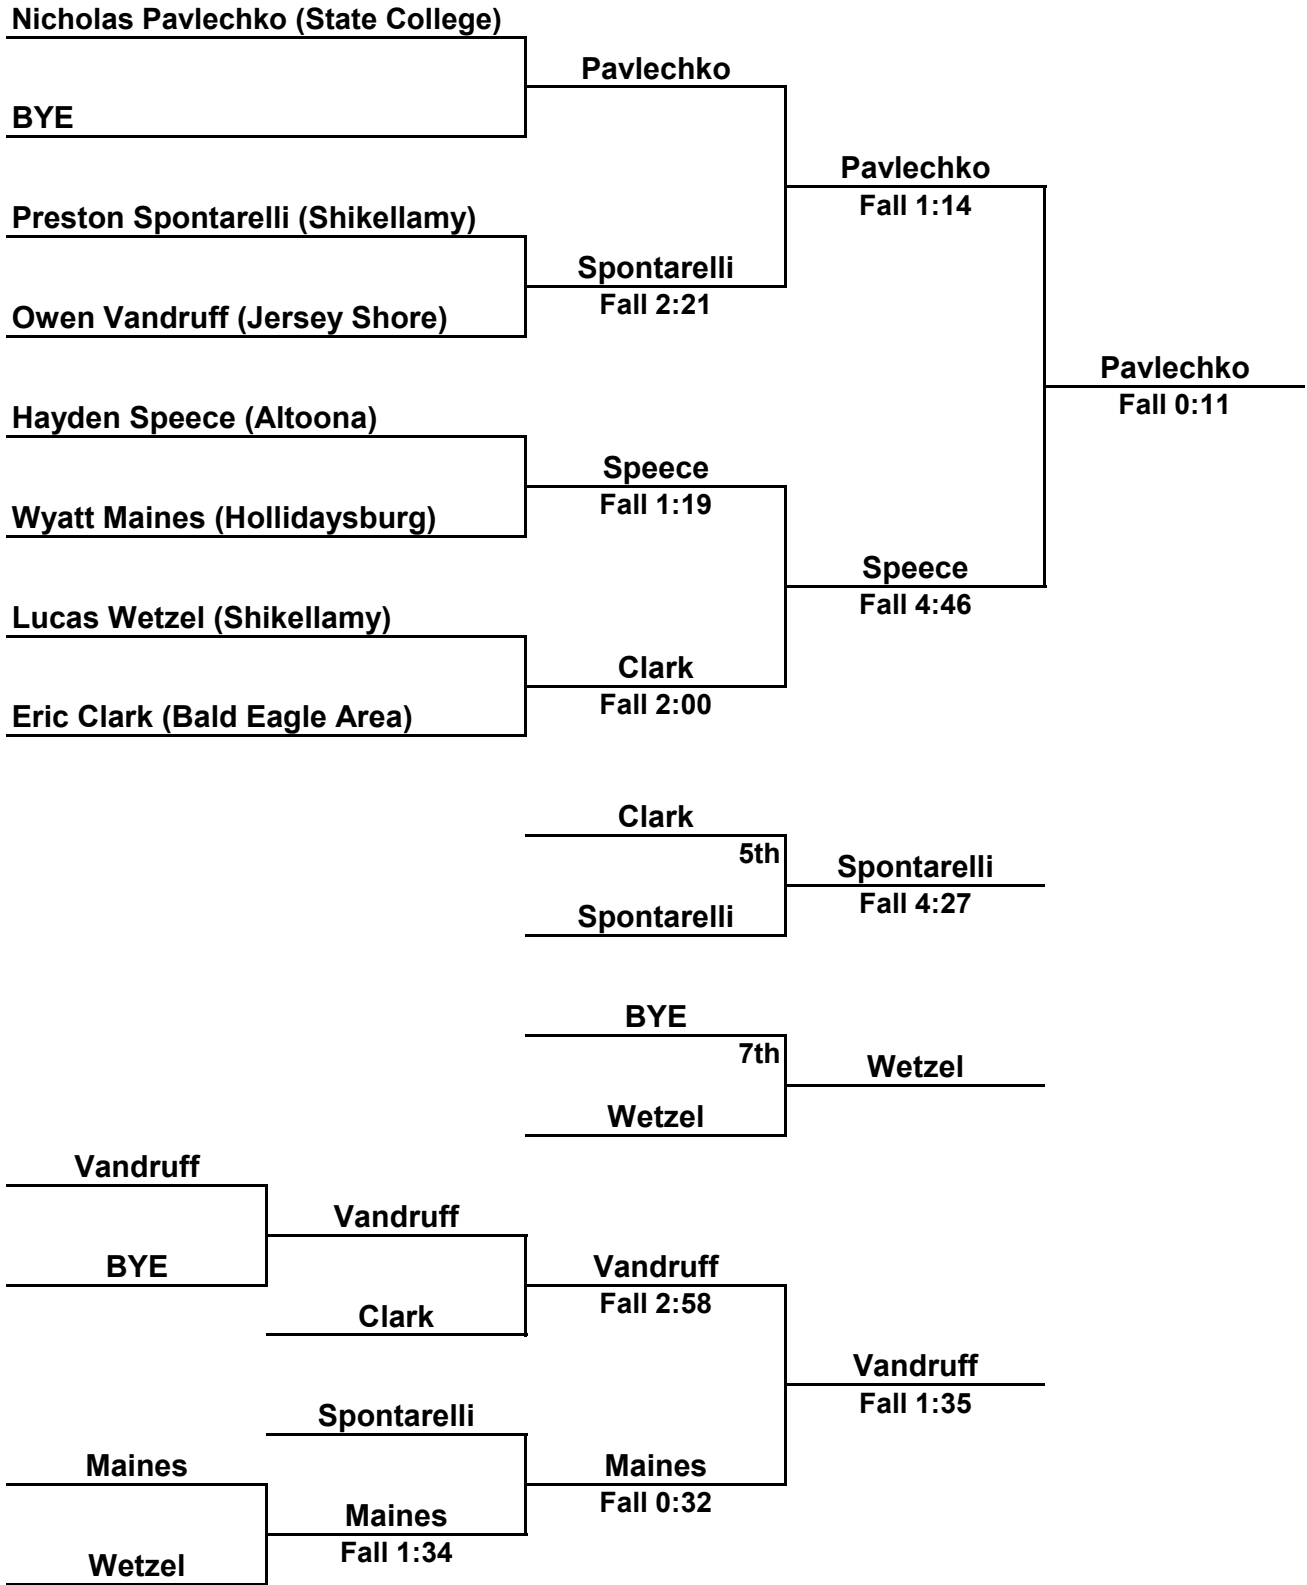 Nicholas Pavlechko (State College)
Pavlechko
BYE
Pavlechko
Fall 1:14
Preston Spontarelli (Shikellamy)
Spontarelli
Fall 2:21
Owen Vandruff (Jersey Shore)
Pavlechko
Fall 0:11
Hayden Speece (Altoona)
Speece
Fall 1:19
Wyatt Maines (Hollidaysburg)
Speece
Fall 4:46
Lucas Wetzel (Shikellamy)
Clark
Fall 2:00
Eric Clark (Bald Eagle Area)
Clark
5th
Spontarelli
Fall 4:27
Spontarelli
BYE
7th
Wetzel
Wetzel
Vandruff
Vandruff
BYE
Vandruff
Fall 2:58
Clark
Vandruff
Fall 1:35
Spontarelli
Maines
Maines
Fall 0:32
Maines
Fall 1:34
Wetzel